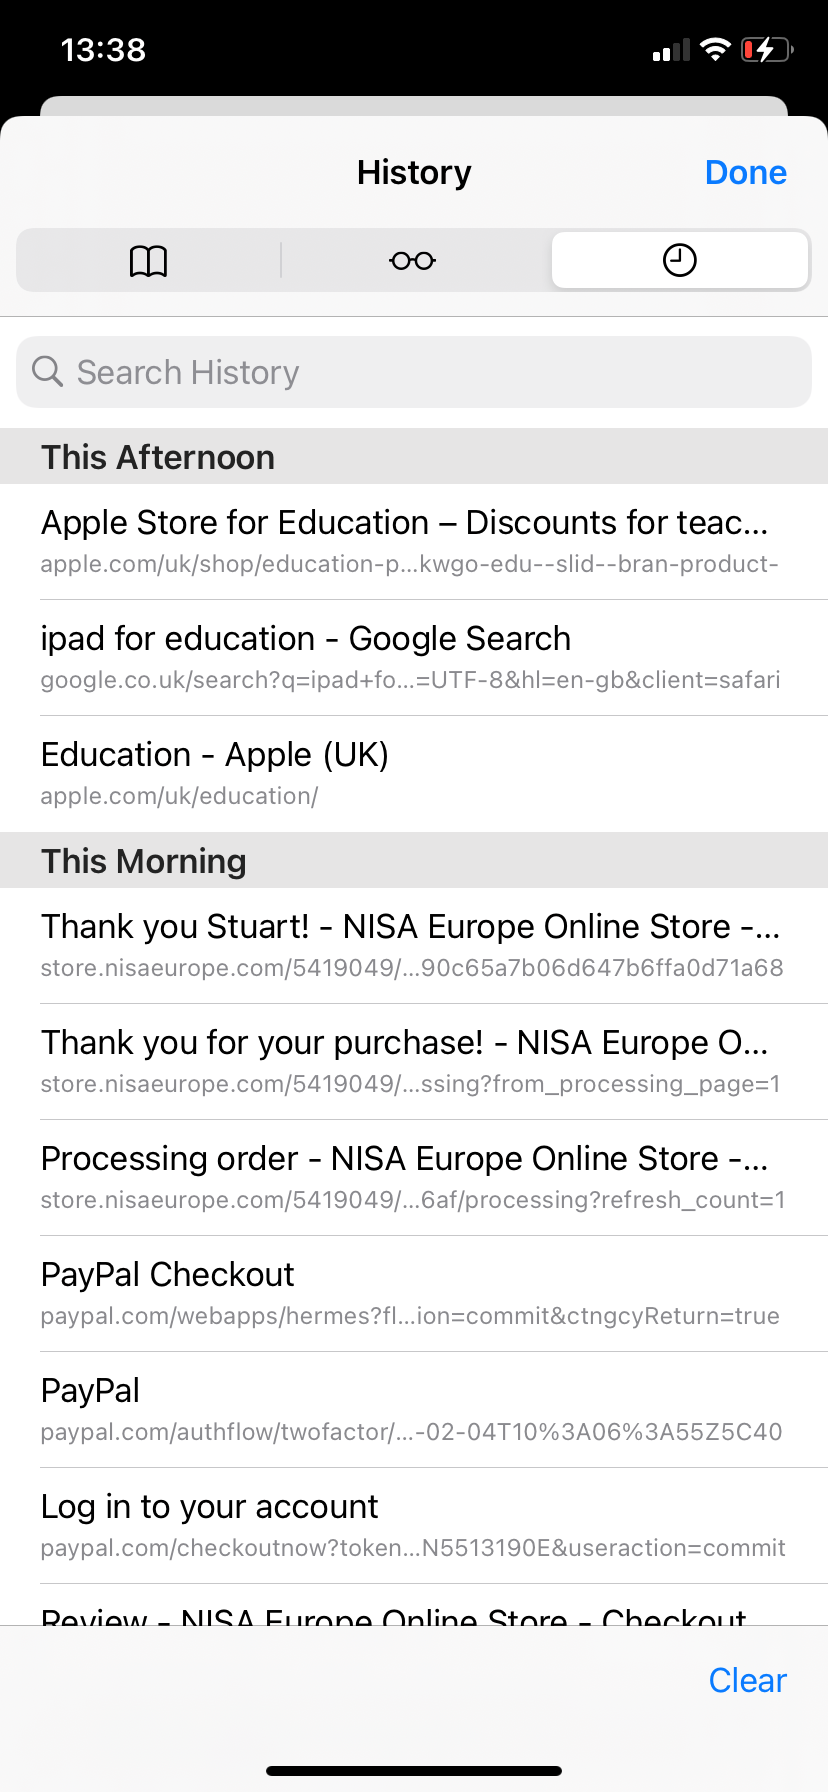 13:38
History
Done
Search History
This Afternoon
Apple Store for Education – Discounts for teac...
apple.com/uk/shop/education-p...kwgo-edu--slid--bran-product-
ipad for education - Google Search
google.co.uk/search?q=ipad+fo...=UTF-8&hl=en-gb&client=safari
Education - Apple (UK)
apple.com/uk/education/
This Morning
Thank you Stuart! - NISA Europe Online Store -...
store.nisaeurope.com/5419049/...90c65a7b06d647b6ffa0d71a68
Thank you for your purchase! - NISA Europe O...
store.nisaeurope.com/5419049/...ssing?from_processing_page=1
Processing order - NISA Europe Online Store -...
store.nisaeurope.com/5419049/...6af/processing?refresh_count=1
PayPal Checkout
paypal.com/webapps/hermes?fl...ion=commit&ctngcyReturn=true
PayPal
paypal.com/authflow/twofactor/...-02-04T10%3A06%3A55Z5C40
Log in to your account
paypal.com/checkoutnow?token...N5513190E&useraction=commit
Review - NISA Europe Online Store - Checkout
Clear